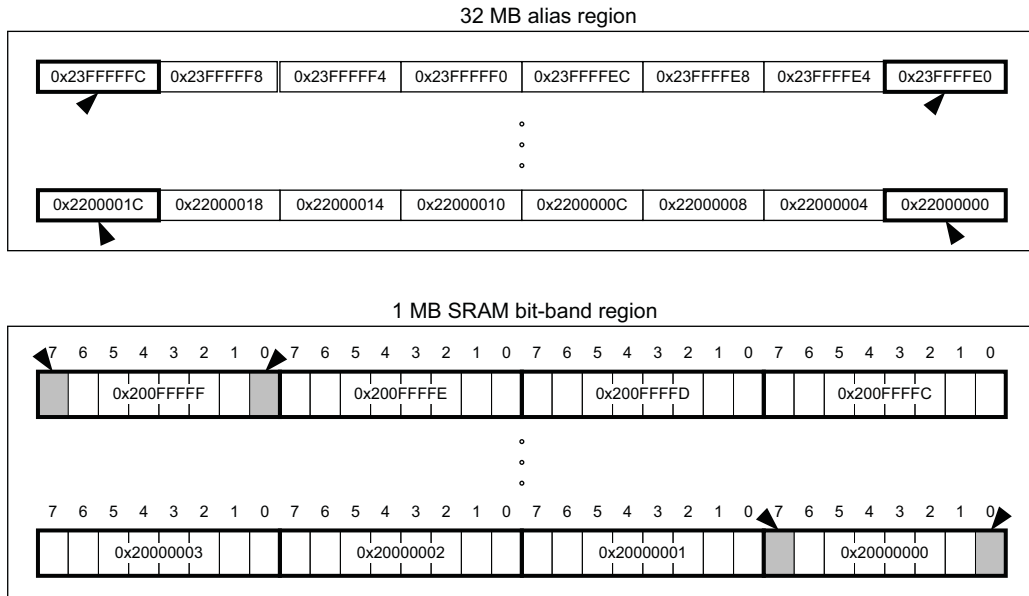 32 MB alias region
0x23FFFFFC 0x23FFFFF8 0x23FFFFF4 0x23FFFFF0 0x23FFFFEC 0x23FFFFE8 0x23FFFFE4 0x23FFFFE0
0x2200001C 0x22000018 0x22000014 0x22000010 0x2200000C 0x22000008 0x22000004 0x22000000
1 MB SRAM bit-band region
7 6 5 4 3 2 1 0 7 6 5 4 3 2 1 0 7 6 5 4 3 2 1 0 7 6 5 4 3 2 1 0
0x200FFFFF 0x200FFFFE 0x200FFFFD 0x200FFFFC
7 6 5 4 3 2 1 0 7 6 5 4 3 2 1 0 7 6 5 4 3 2 1 0 7 6 5 4 3 2 1 0
0x20000003 0x20000002 0x20000001 0x20000000